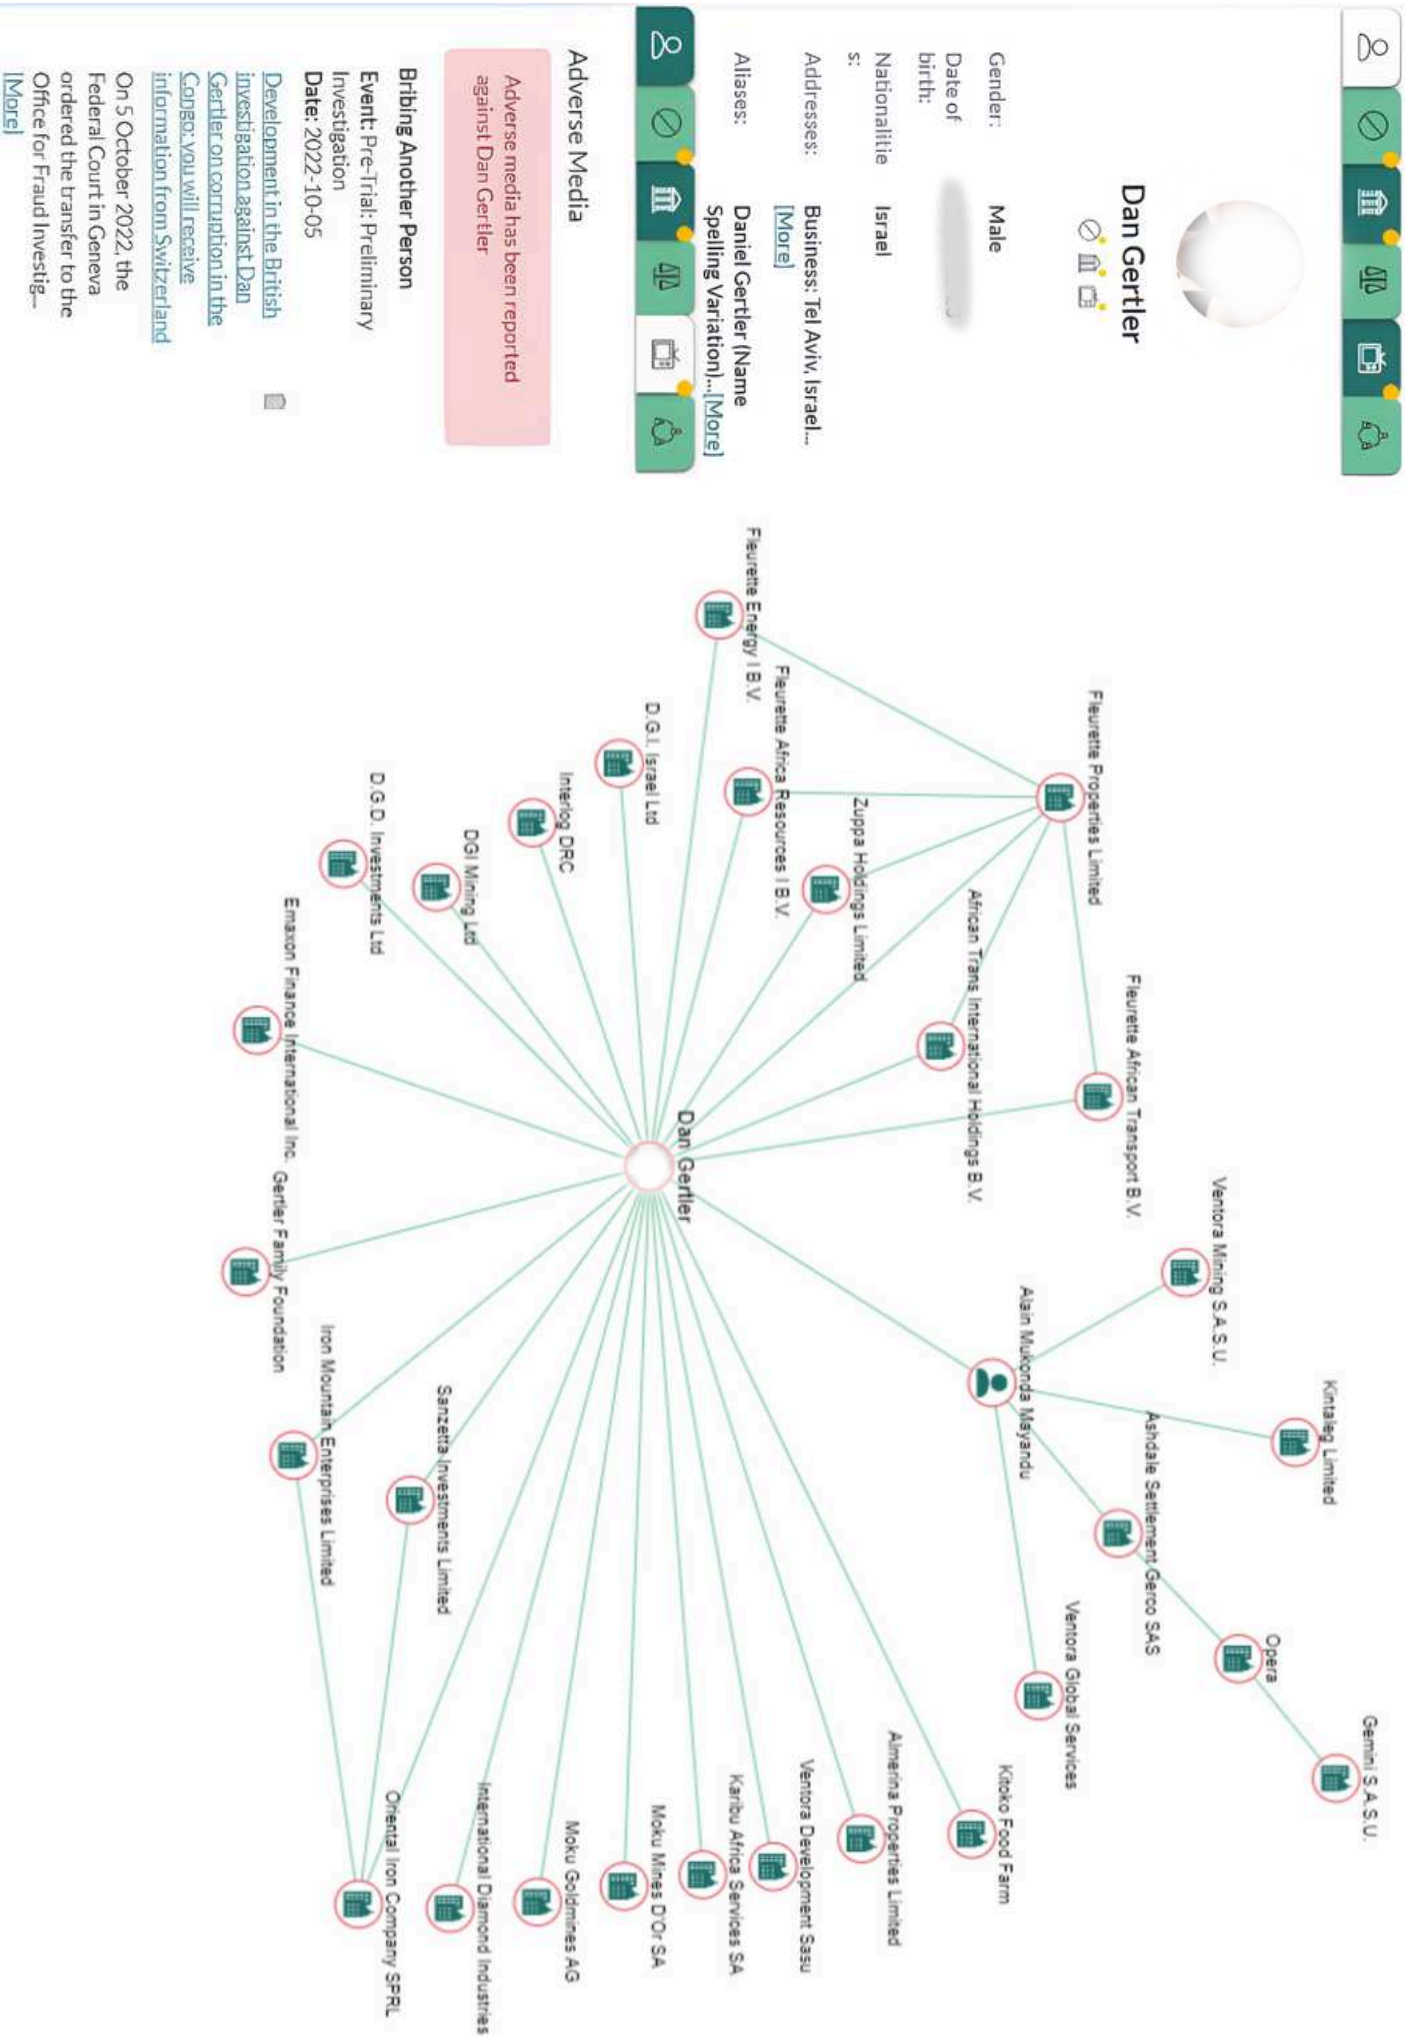 Dan Gertler
Gender: Male
Date of
birth:
Nationalitie
s: Israel
Addresses: Business: Tel Aviv, Israel...
[More]
Aliases: Daniel Gertler (Name
Spelling Variation)...[More]
Adverse Media
Adverse media has been reported
against Dan Gertler
Bribing Another Person
Event: Pre-Trial: Preliminary
Investigation
Date: 2022-10-05
Development in the British
investigation against Dan
Gertler on corruption in the
Congo: you will receive
information from Switzerland
On 5 October 2022, the
Federal Court in Geneva
ordered the transfer to the
Office for Fraud Investig...
[More]
Gemini S.A.S.U.
Kintaleg Limited
Opera
Ventora Mining S.A.S.U.
Ashdale Settlement Gerco SAS
Fleurette African Transport B.V.
Fleurette Properties Limited
Ventora Global Services
Alain Mukonda Mayandu
Kitoko Food Farm
African Trans International Holdings B.V.
Almerina Properties Limited
Zuppa Holdings Limited
Ventora Development Sasu
Fleurette Africa Resources I B.V.
Fleurette Energy I B.V.
Karibu Africa Services SA
Dan Gertler
D.G.I. Israel Ltd
Moku Mines D'Or SA
Interlog DRC
Moku Goldmines AG
DGI Mining Ltd
International Diamond Industries
Sanzetta Investments Limited
D.G.D. Investments Ltd
Oriental Iron Company SPRL
Iron Mountain Enterprises Limited
Emaxon Finance International Inc.
Gertler Family Foundation